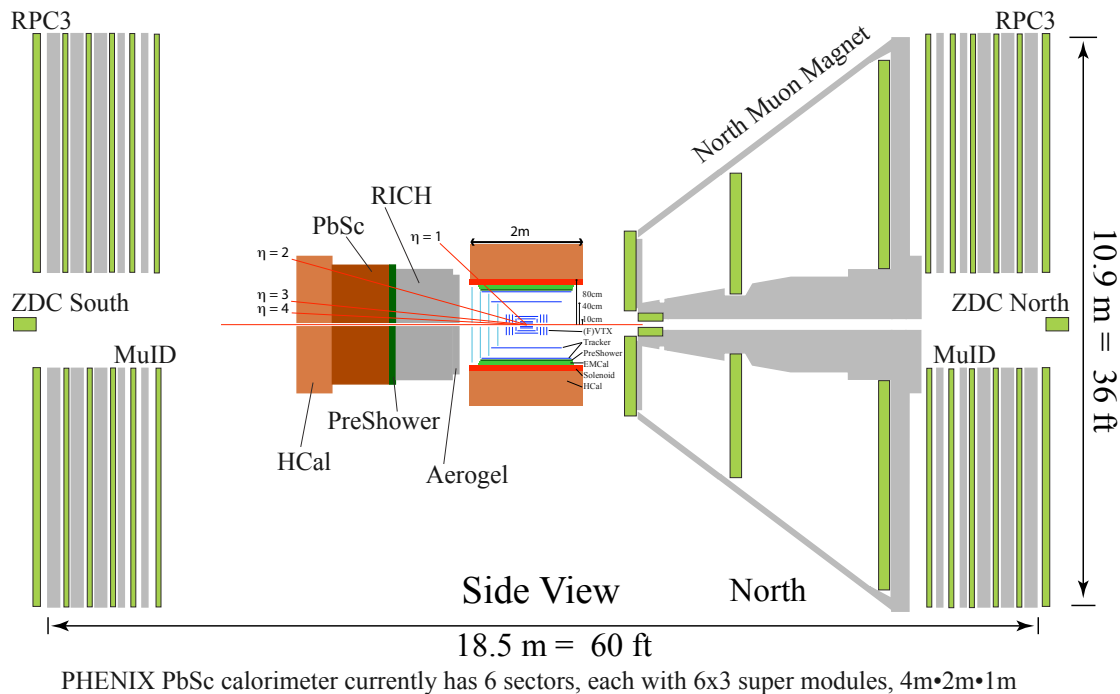 RPC3
RPC3
North Muon Magnet
RICH
PbSc
2m
η = 1
η = 2
η = 3
η = 4
80cm
40cm
10cm
(F)VTX
Tracker
PreShower
EMCal
Solenoid
HCal
ZDC South
ZDC North
MuID
MuID
PreShower
HCal
Aerogel
10.9 m = 36 ft
Side View
North
18.5 m = 60 ft
PHENIX PbSc calorimeter currently has 6 sectors, each with 6x3 super modules, 4m•2m•1m